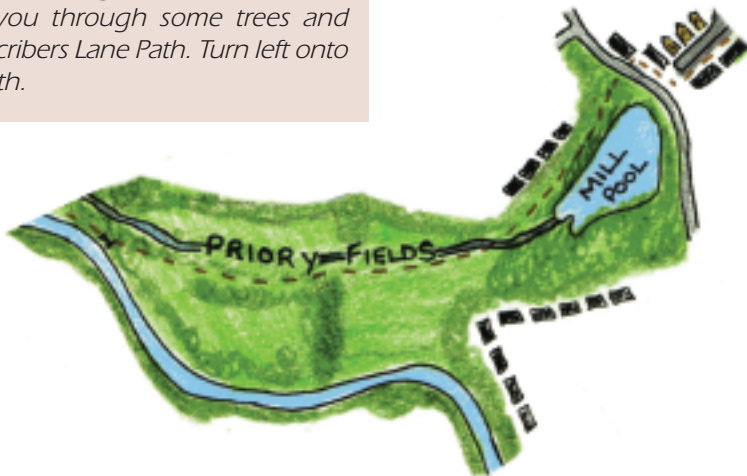 you through some trees and
cribers Lane Path. Turn left onto
th.
MILL
POOL
PRIORY FIELDS